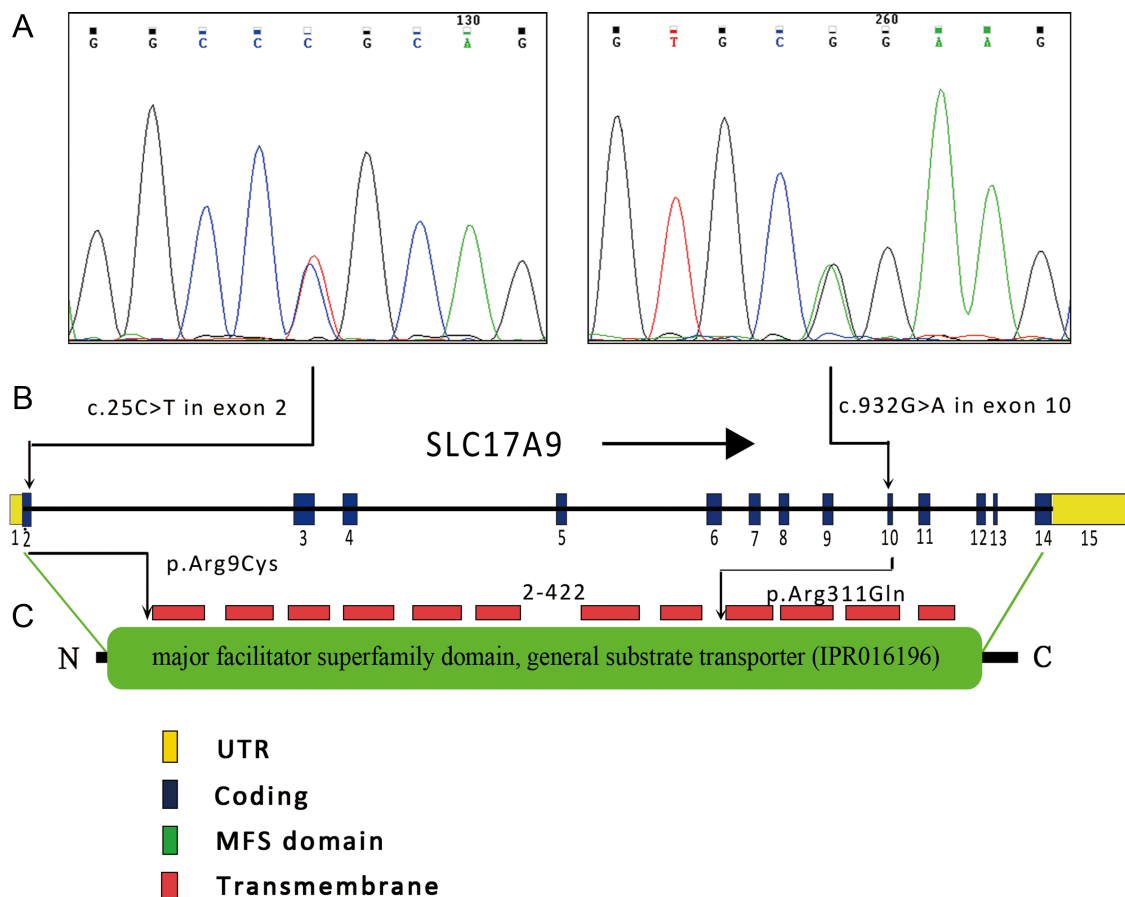 A
130
G G C C C G C A G
260
G T G C G G A A G
B
c.25C>T in exon 2
c.932G>A in exon 10
SLC17A9
12 3 4 5 6 7 8 9 10 11 12 13 14 15
p.Arg9Cys
2-422
p.Arg311Gln
C
N
major facilitator superfamily domain, general substrate transporter (IPR016196)
C
UTR
Coding
MFS domain
Transmembrane